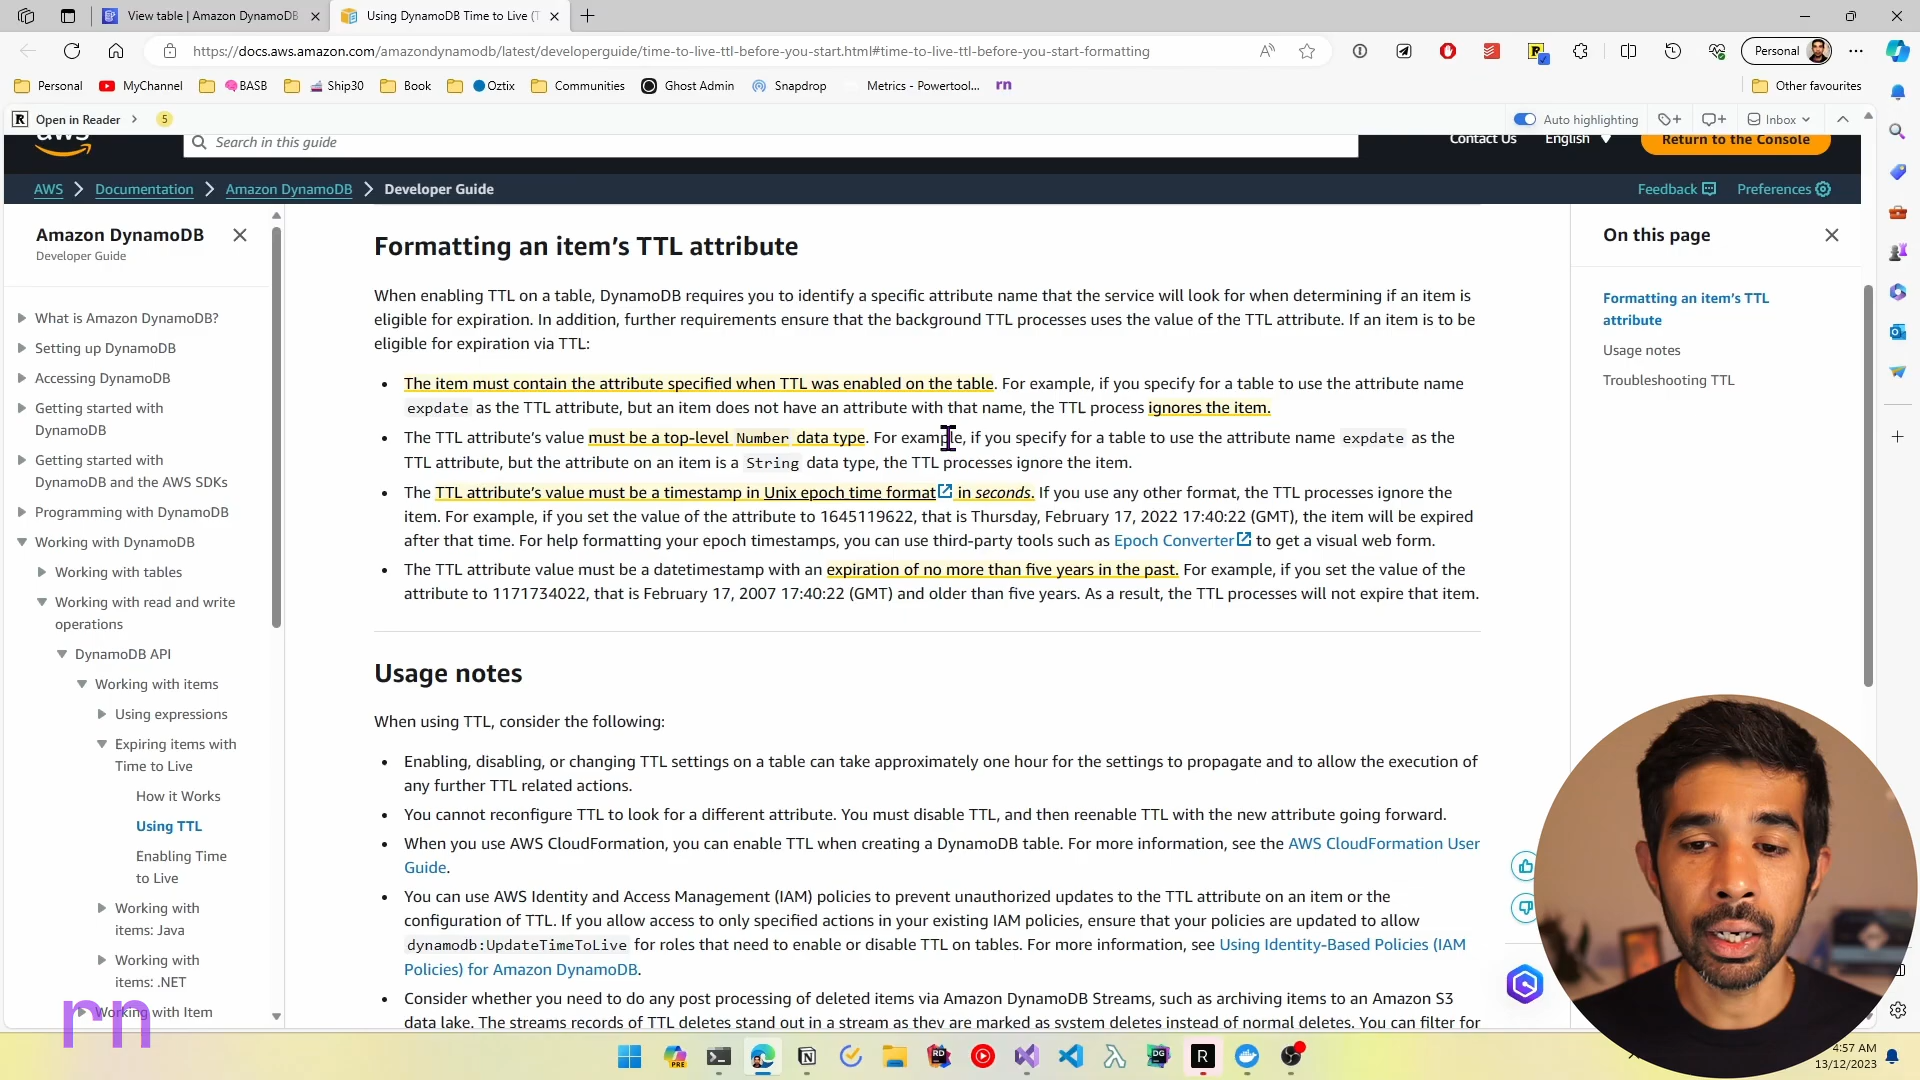 View table | Amazon DynamoDB
Using DynamoDB Time to Live (T
https://docs.aws.amazon.com/amazondynamodb/latest/developerguide/time-to-live-ttl-before-you-start.html#time-to-live-ttl-before-you-start-formatting
Personal
Personal
MyChannel
BASB
Ship30
Book
Oztix
Communities
Ghost Admin
Snapdrop
Metrics - Powertool...
rn
Other favourites
R
Open in Reader
5
Auto highlighting
Inbox
aws
Search in this guide
Contact Us
English
Return to the Console
AWS
Documentation
Amazon DynamoDB
Developer Guide
Feedback
Preferences
Amazon DynamoDB
Developer Guide
What is Amazon DynamoDB?
Setting up DynamoDB
Accessing DynamoDB
Getting started with
DynamoDB
Getting started with
DynamoDB and the AWS SDKs
Programming with DynamoDB
Working with DynamoDB
Working with tables
Working with read and write
operations
DynamoDB API
Working with items
Using expressions
Expiring items with
Time to Live
How it Works
Using TTL
Enabling Time
to Live
Working with
items: Java
Working with
items: .NET
Working with Item
rn
Formatting an item’s TTL attribute
When enabling TTL on a table, DynamoDB requires you to identify a specific attribute name that the service will look for when determining if an item is
eligible for expiration. In addition, further requirements ensure that the background TTL processes uses the value of the TTL attribute. If an item is to be
eligible for expiration via TTL:
• The item must contain the attribute specified when TTL was enabled on the table. For example, if you specify for a table to use the attribute name
expdate as the TTL attribute, but an item does not have an attribute with that name, the TTL process ignores the item.
• The TTL attribute’s value must be a top-level Number data type. For example, if you specify for a table to use the attribute name expdate as the
TTL attribute, but the attribute on an item is a String data type, the TTL processes ignore the item.
• The TTL attribute’s value must be a timestamp in Unix epoch time format in seconds. If you use any other format, the TTL processes ignore the
item. For example, if you set the value of the attribute to 1645119622, that is Thursday, February 17, 2022 17:40:22 (GMT), the item will be expired
after that time. For help formatting your epoch timestamps, you can use third-party tools such as Epoch Converter to get a visual web form.
• The TTL attribute value must be a datetimestamp with an expiration of no more than five years in the past. For example, if you set the value of the
attribute to 1171734022, that is February 17, 2007 17:40:22 (GMT) and older than five years. As a result, the TTL processes will not expire that item.
Usage notes
When using TTL, consider the following:
• Enabling, disabling, or changing TTL settings on a table can take approximately one hour for the settings to propagate and to allow the execution of
any further TTL related actions.
• You cannot reconfigure TTL to look for a different attribute. You must disable TTL, and then reenable TTL with the new attribute going forward.
• When you use AWS CloudFormation, you can enable TTL when creating a DynamoDB table. For more information, see the AWS CloudFormation User
Guide.
• You can use AWS Identity and Access Management (IAM) policies to prevent unauthorized updates to the TTL attribute on an item or the
configuration of TTL. If you allow access to only specified actions in your existing IAM policies, ensure that your policies are updated to allow
dynamodb:UpdateTimeToLive for roles that need to enable or disable TTL on tables. For more information, see Using Identity-Based Policies (IAM
Policies) for Amazon DynamoDB.
• Consider whether you need to do any post processing of deleted items via Amazon DynamoDB Streams, such as archiving items to an Amazon S3
data lake. The streams records of TTL deletes stand out in a stream as they are marked as system deletes instead of normal deletes. You can filter for
On this page
Formatting an item’s TTL
attribute
Usage notes
Troubleshooting TTL
PRE
RD
DG
R
4:57 AM
13/12/2023